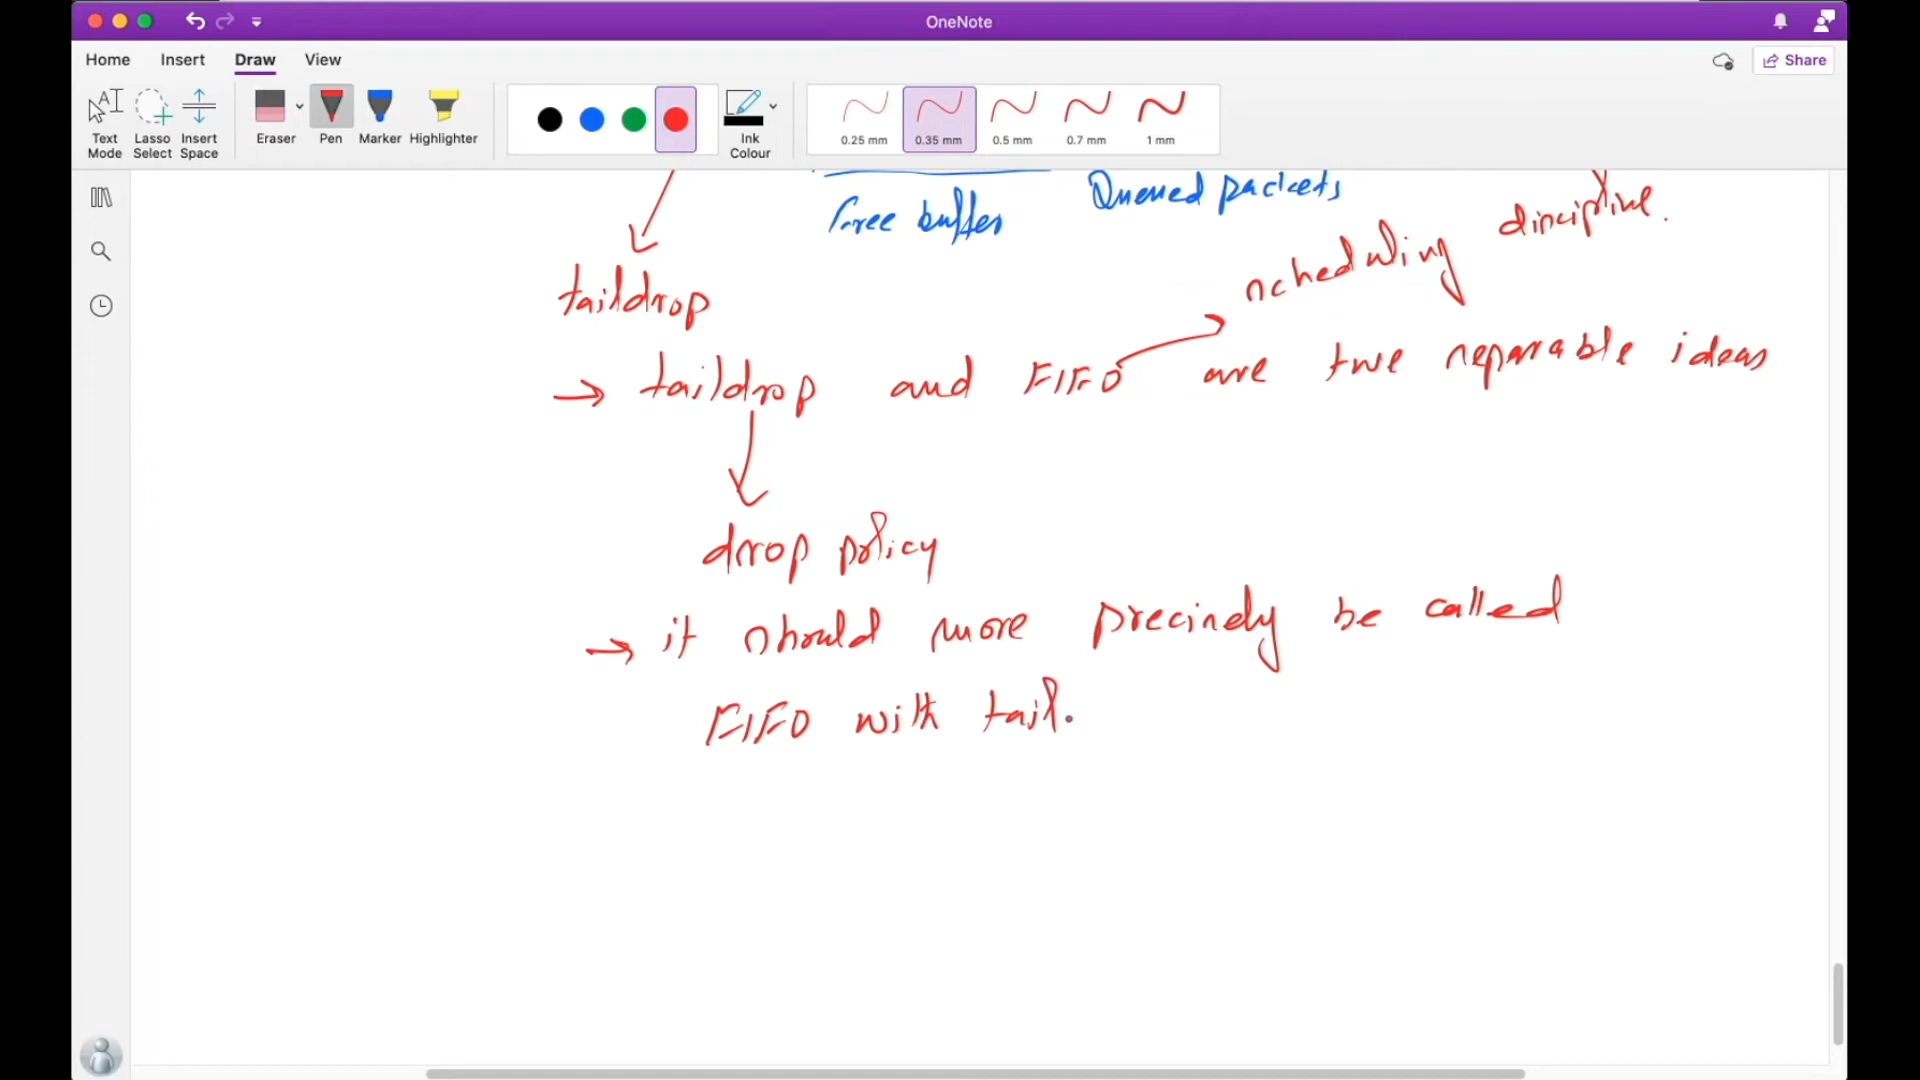 OneNote
Home Insert Draw View
Share
Text Mode
Lasso Select
Insert Space
Eraser
Pen
Marker
Highlighter
Ink Colour
0.25 mm
0.35 mm
0.5 mm
0.7 mm
1 mm
Free buffer
Queued packets
scheduling discipline.
taildrop
→ taildrop and FIFO are two separable ideas
drop policy
→ it should more precisely be called
FIFO with tail